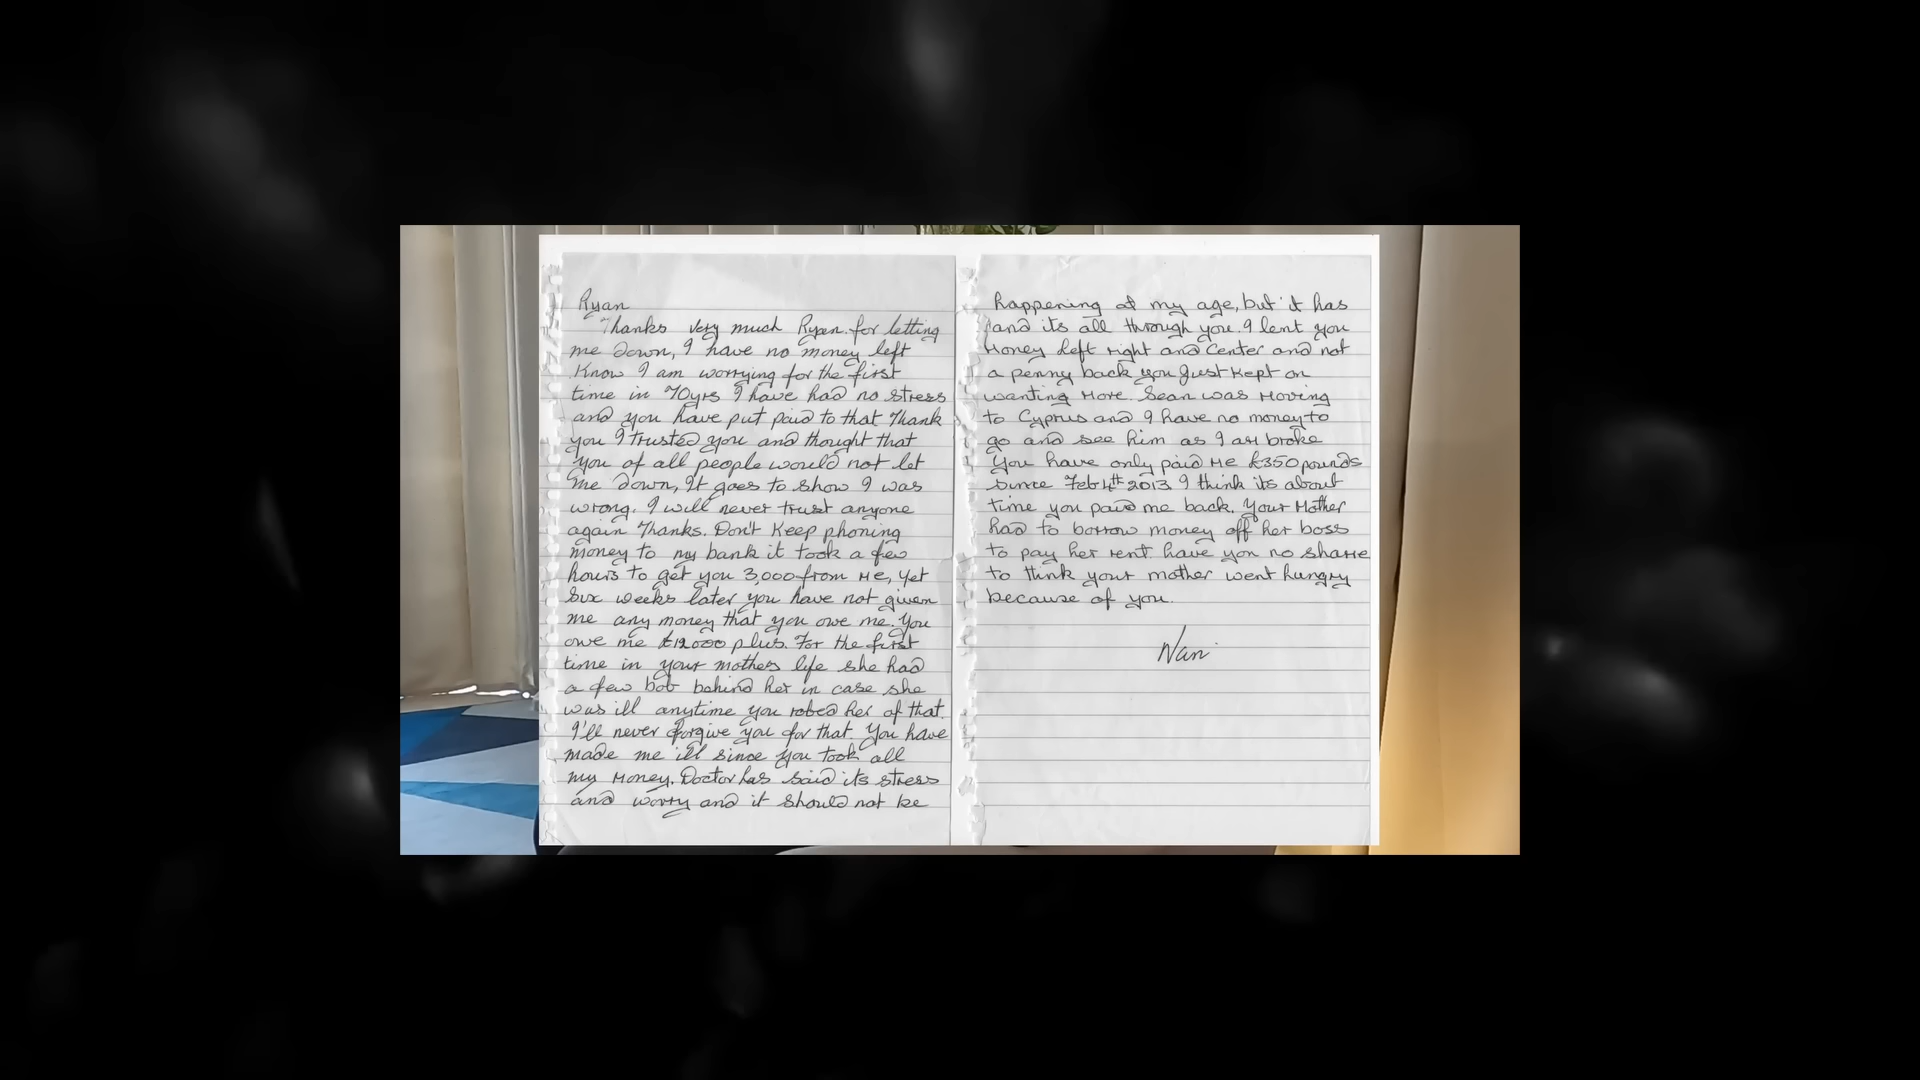 Ryan
Thanks very much Ryan. for letting
me down, I have no money left
Know I am worrying for the first
time in 70yrs I have had no stress
and you have put paid to that Thank
you I trusted you and thought that
you of all people would not let
me down, It goes to show I was
wrong. I will never trust anyone
again Thanks. Don't Keep phoning
money to my bank it took a few
hours to get you 3,000 from me, yet
Six weeks later you have not given
me any money that you owe me. You
owe me plus. For the first
time in your mothers life she had
a few bob behind her in case she
was ill anytime you robed her of that.
I'll never forgive you for that. You have
made me ill since you took all
my money. Doctor has said its stress
and worry and it should not be
happening at my age, but it has
and its all through you. I lent you
money left right and center and not
a penny back you just kept on
wanting more. Sean was moving
to Cyprus and I have no money to
go and see him as I am broke
You have only paid me £350 pounds
since Feb 4th 2013. I think its about
time you paid me back. Your Mother
had to borrow money off her boss
to pay her rent. have you no shame
to think your mother went hungry
because of you.
Nan